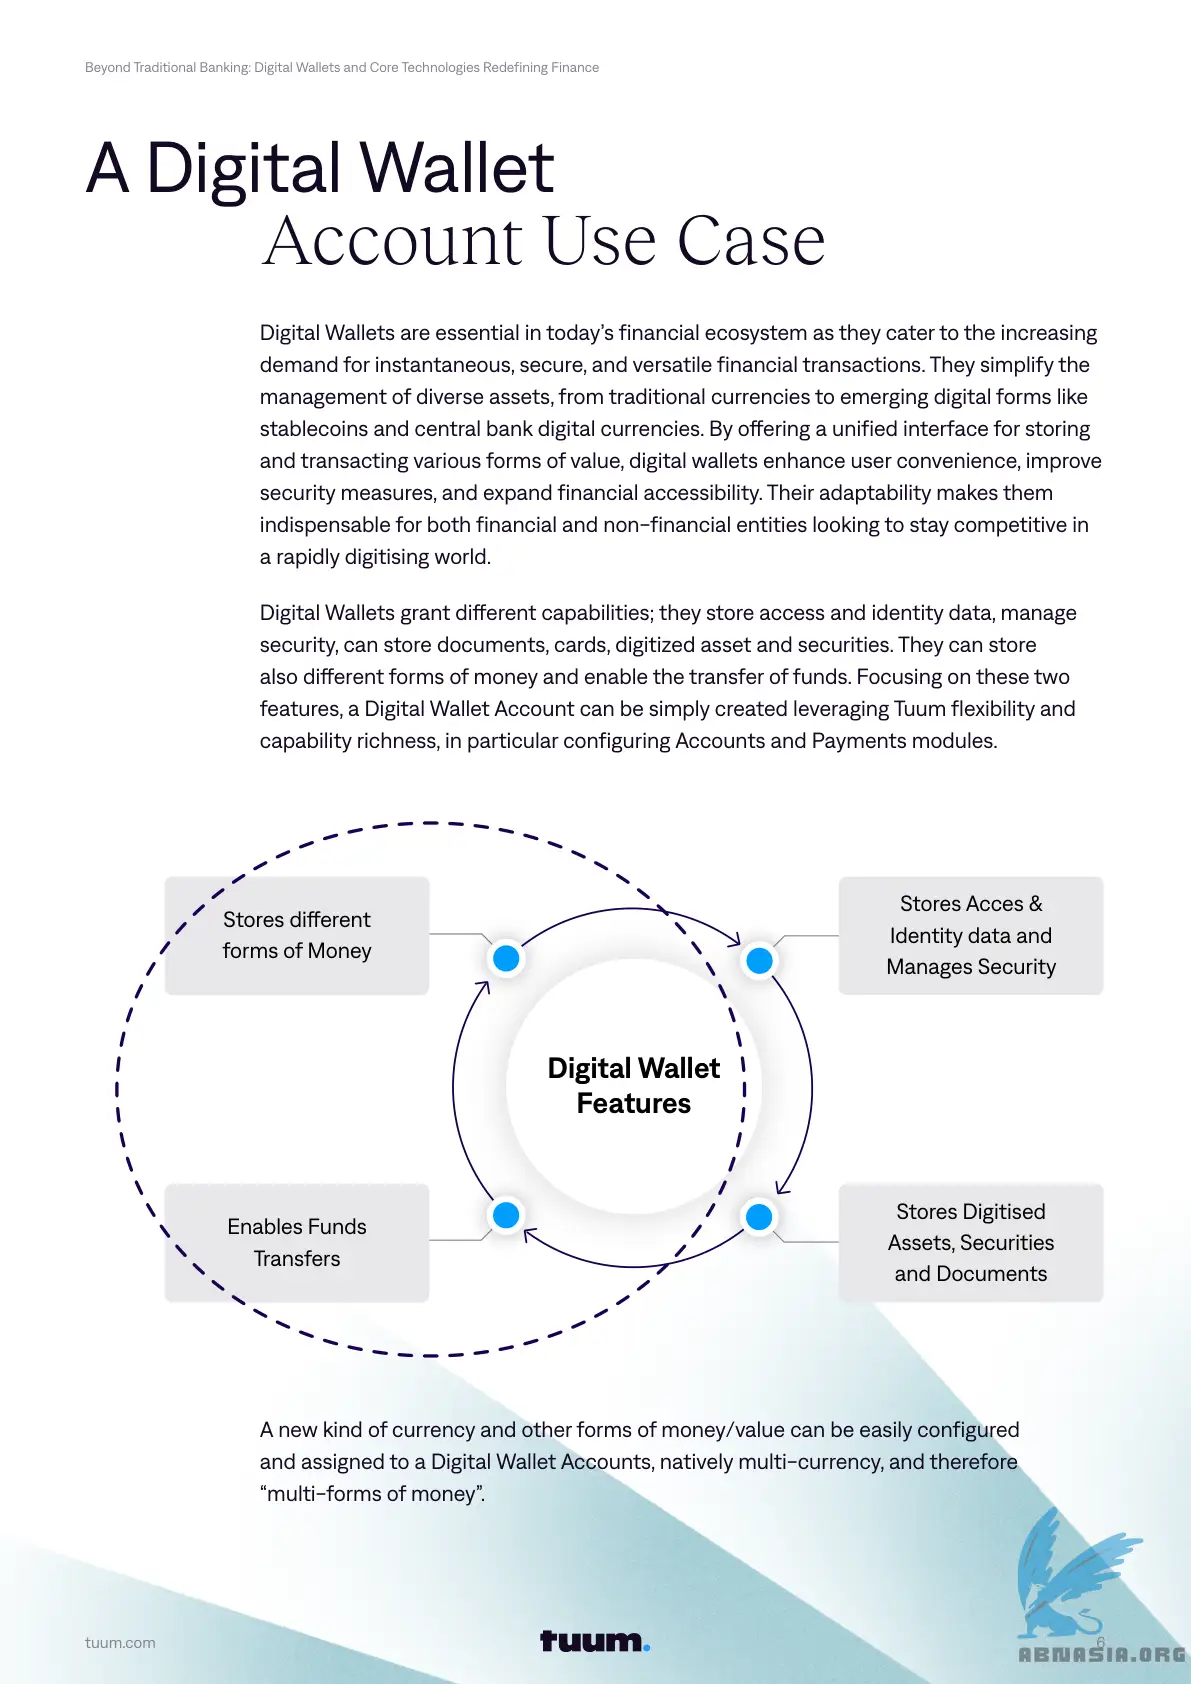 Beyond Traditional Banking: Digital Wallets and Core Technologies Redefining Finance
A Digital Wallet
Account Use Case
Digital Wallets are essential in today’s financial ecosystem as they cater to the increasing
demand for instantaneous, secure, and versatile financial transactions. They simplify the
management of diverse assets, from traditional currencies to emerging digital forms like
stablecoins and central bank digital currencies. By offering a unified interface for storing
and transacting various forms of value, digital wallets enhance user convenience, improve
security measures, and expand financial accessibility. Their adaptability makes them
indispensable for both financial and non-financial entities looking to stay competitive in
a rapidly digitising world.
Digital Wallets grant different capabilities; they store access and identity data, manage
security, can store documents, cards, digitized asset and securities. They can store
also different forms of money and enable the transfer of funds. Focusing on these two
features, a Digital Wallet Account can be simply created leveraging Tuum flexibility and
capability richness, in particular configuring Accounts and Payments modules.
Stores different
forms of Money
Stores Acces &
Identity data and
Manages Security
Digital Wallet
Features
Enables Funds
Transfers
Stores Digitised
Assets, Securities
and Documents
A new kind of currency and other forms of money/value can be easily configured
and assigned to a Digital Wallet Accounts, natively multi-currency, and therefore
“multi-forms of money”.
tuum.com
tuum.
6
ABNASIA.ORG